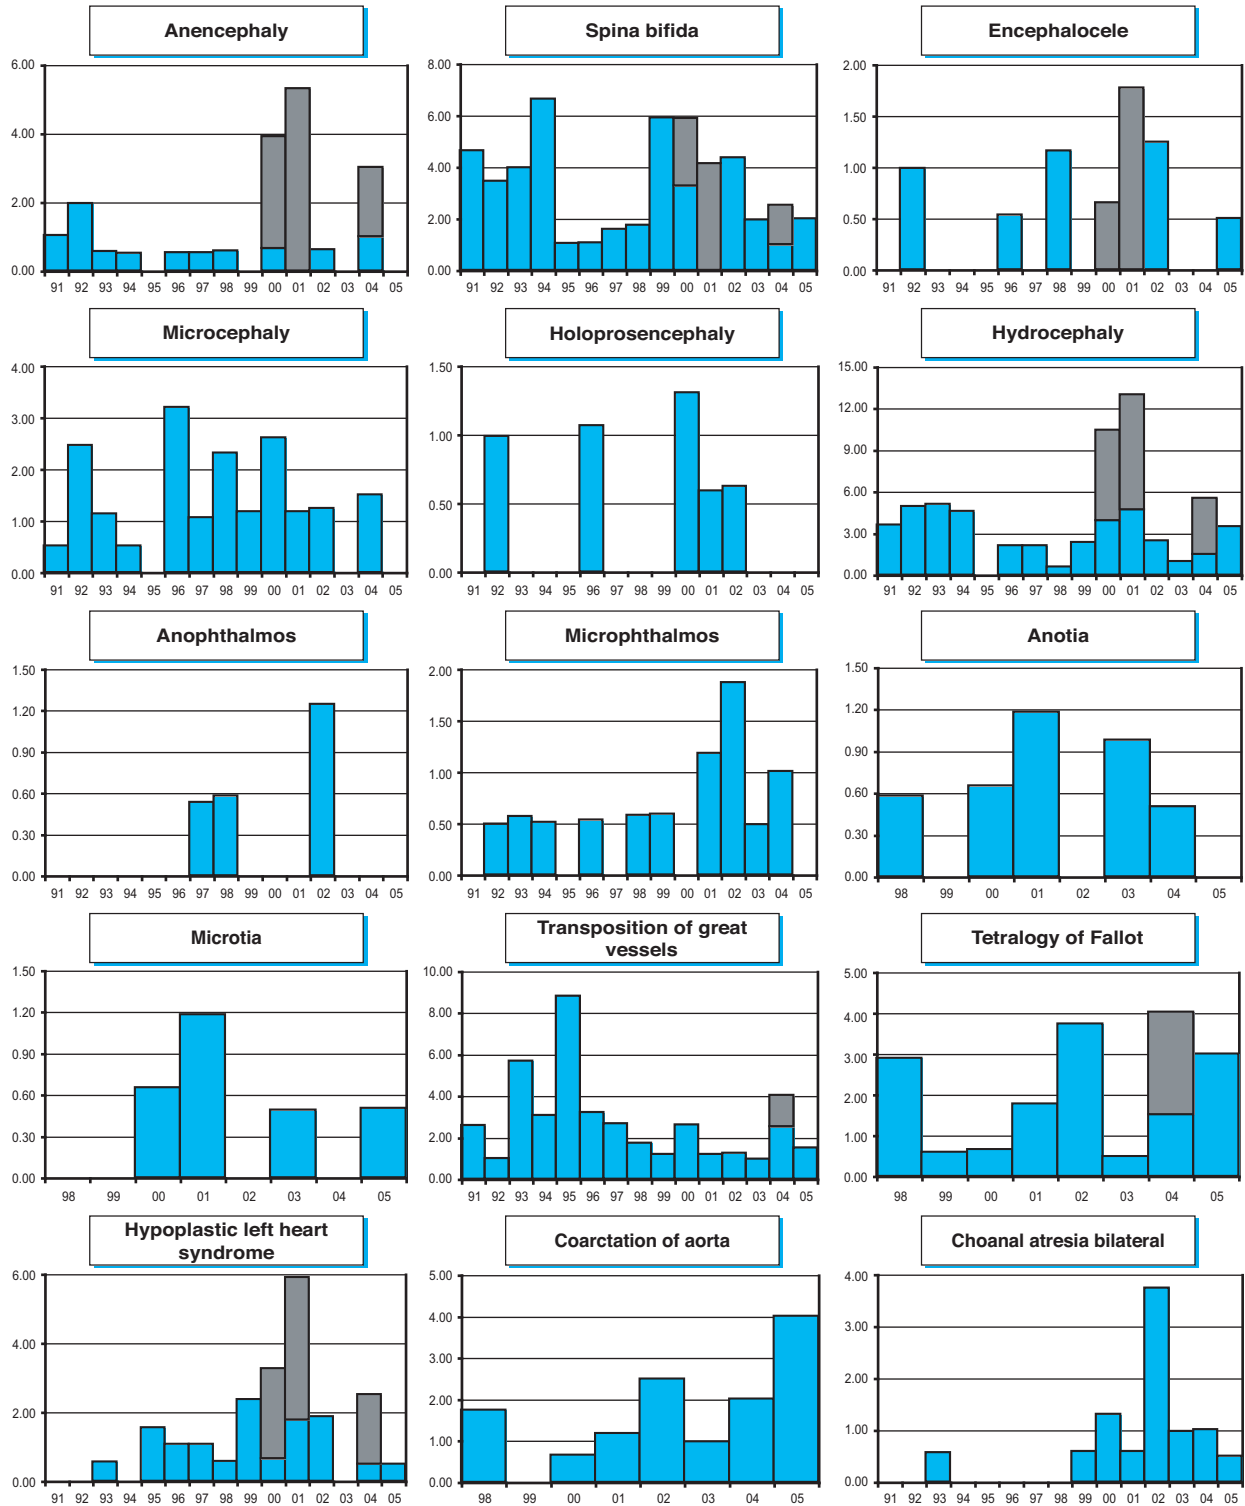 Anencephaly
6.00
4.00
2.00
0.00
91 92 93 94 95 96 97 98 99 00 01 02 03 04 05
Spina bifida
8.00
6.00
4.00
2.00
0.00
91 92 93 94 95 96 97 98 99 00 01 02 03 04 05
Encephalocele
2.00
1.50
1.00
0.50
0.00
91 92 93 94 95 96 97 98 99 00 01 02 03 04 05
Microcephaly
4.00
3.00
2.00
1.00
0.00
91 92 93 94 95 96 97 98 99 00 01 02 03 04 05
Holoprosencephaly
1.50
1.00
0.50
0.00
91 92 93 94 95 96 97 98 99 00 01 02 03 04 05
Hydrocephaly
15.00
12.00
9.00
6.00
3.00
0.00
91 92 93 94 95 96 97 98 99 00 01 02 03 04 05
Anophthalmos
1.50
1.20
0.90
0.60
0.30
0.00
91 92 93 94 95 96 97 98 99 00 01 02 03 04 05
Microphthalmos
2.00
1.50
1.00
0.50
0.00
91 92 93 94 95 96 97 98 99 00 01 02 03 04 05
Anotia
1.50
1.20
0.90
0.60
0.30
0.00
98 99 00 01 02 03 04 05
Microtia
1.50
1.20
0.90
0.60
0.30
0.00
98 99 00 01 02 03 04 05
Transposition of great
vessels
10.00
8.00
6.00
4.00
2.00
0.00
91 92 93 94 95 96 97 98 99 00 01 02 03 04 05
Tetralogy of Fallot
5.00
4.00
3.00
2.00
1.00
0.00
98 99 00 01 02 03 04 05
Hypoplastic left heart
syndrome
6.00
4.00
2.00
0.00
91 92 93 94 95 96 97 98 99 00 01 02 03 04 05
Coarctation of aorta
5.00
4.00
3.00
2.00
1.00
0.00
98 99 00 01 02 03 04 05
Choanal atresia bilateral
4.00
3.00
2.00
1.00
0.00
91 92 93 94 95 96 97 98 99 00 01 02 03 04 05